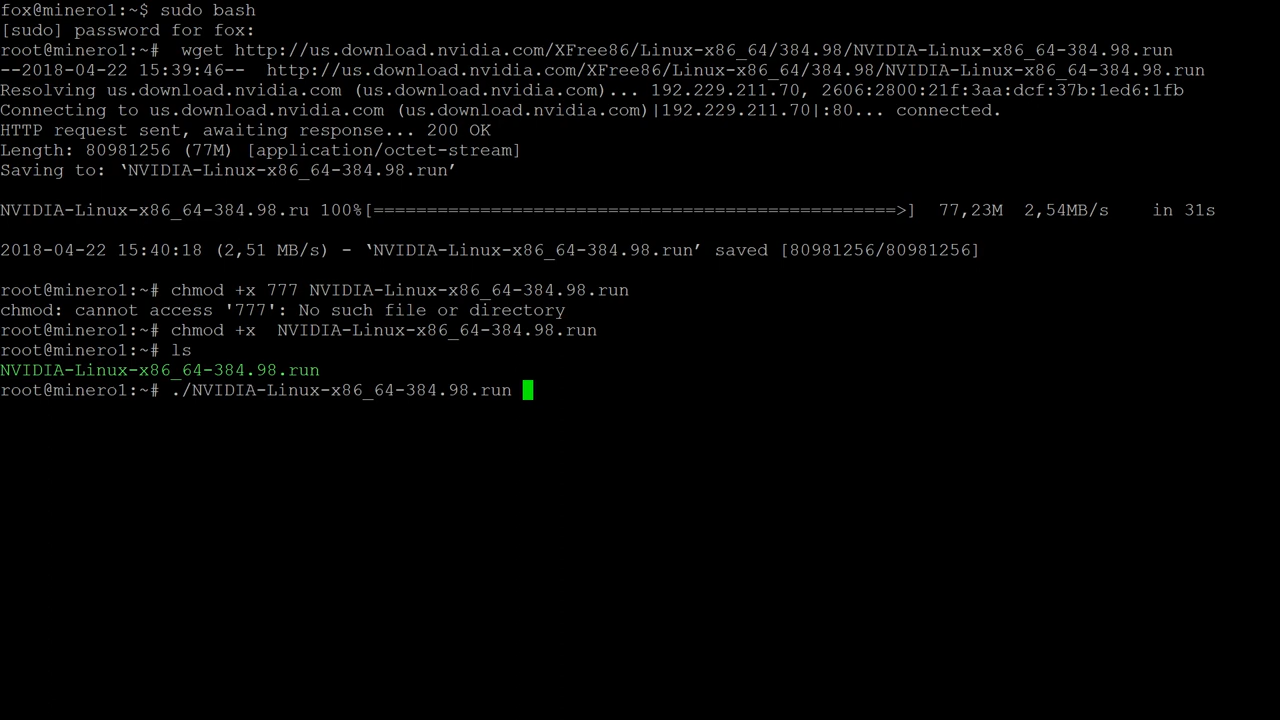 fox@minero1:~$ sudo bash
[sudo] password for fox:
root@minero1:~#  wget http://us.download.nvidia.com/XFree86/Linux-x86_64/384.98/NVIDIA-Linux-x86_64-384.98.run
--2018-04-22 15:39:46--  http://us.download.nvidia.com/XFree86/Linux-x86_64/384.98/NVIDIA-Linux-x86_64-384.98.run
Resolving us.download.nvidia.com (us.download.nvidia.com)... 192.229.211.70, 2606:2800:21f:3aa:dcf:37b:1ed6:1fb
Connecting to us.download.nvidia.com (us.download.nvidia.com)|192.229.211.70|:80... connected.
HTTP request sent, awaiting response... 200 OK
Length: 80981256 (77M) [application/octet-stream]
Saving to: ‘NVIDIA-Linux-x86_64-384.98.run’
NVIDIA-Linux-x86_64-384.98.ru 100%[=================================================>]  77,23M  2,54MB/s    in 31s
2018-04-22 15:40:18 (2,51 MB/s) - ‘NVIDIA-Linux-x86_64-384.98.run’ saved [80981256/80981256]
root@minero1:~# chmod +x 777 NVIDIA-Linux-x86_64-384.98.run
chmod: cannot access '777': No such file or directory
root@minero1:~# chmod +x  NVIDIA-Linux-x86_64-384.98.run
root@minero1:~# ls
NVIDIA-Linux-x86_64-384.98.run
root@minero1:~# ./NVIDIA-Linux-x86_64-384.98.run